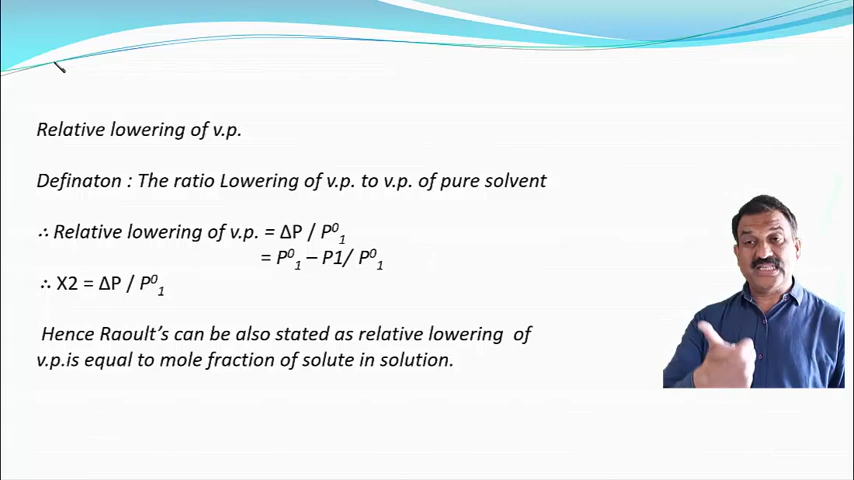 Relative lowering of v.p.
Definaton : The ratio Lowering of v.p. to v.p. of pure solvent
∴ Relative lowering of v.p. = ΔP / P⁰₁
= P⁰₁ – P1/ P⁰₁
∴ X2 = ΔP / P⁰₁
Hence Raoult’s can be also stated as relative lowering of
v.p.is equal to mole fraction of solute in solution.